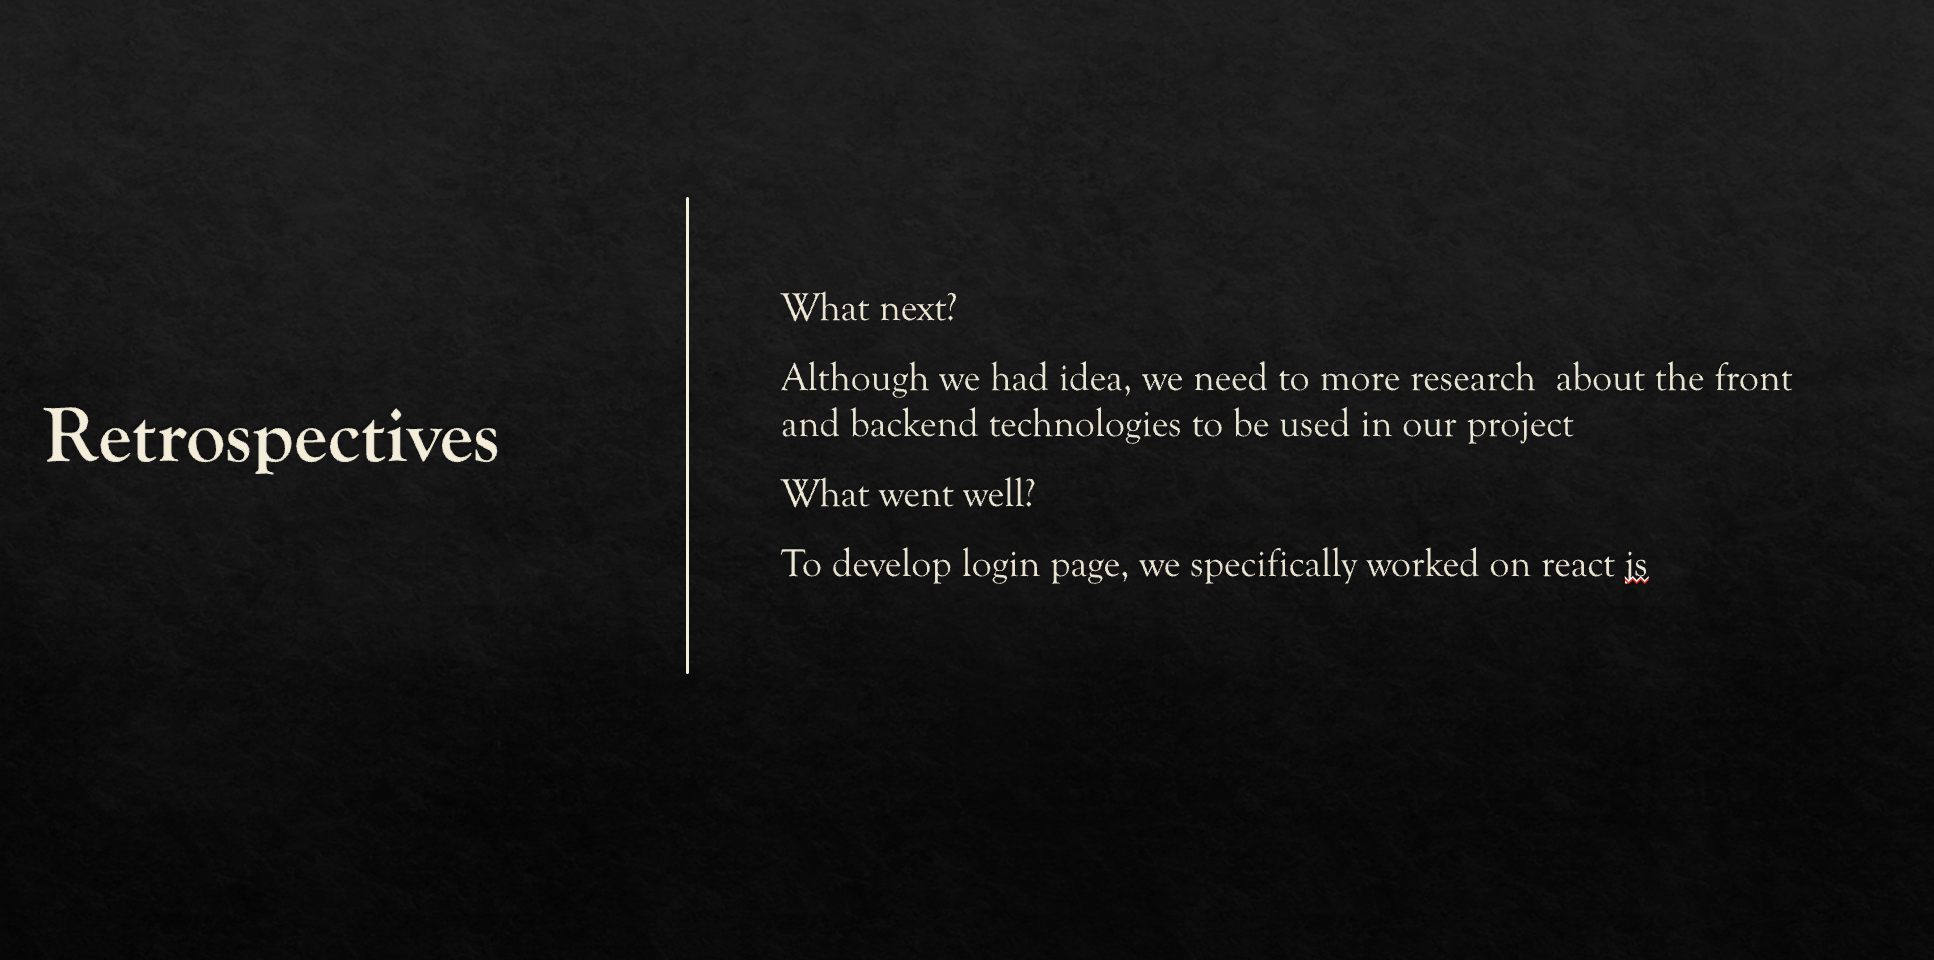 Retrospectives
What next?
Although we had idea, we need to more research  about the front
and backend technologies to be used in our project
What went well?
To develop login page, we specifically worked on react js